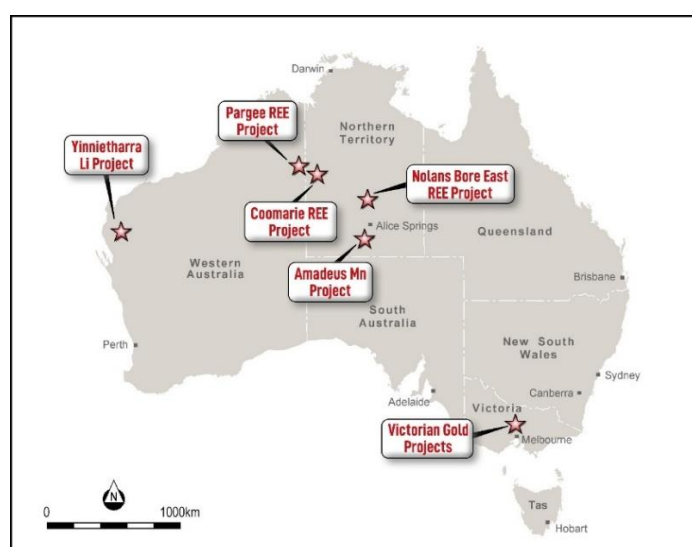 Darwin
Pargee REE
Project
Northern
Territory
Yinnietharra
Li Project
Nolans Bore East
REE Project
Coomarie REE
Project
Alice Springs
Queensland
Western
Australia
Amadeus Mn
Project
Brisbane
South
Australia
New South
Wales
Perth
Sydney
Canberra
Adelaide
Victoria
Victorian Gold
Projects
Melbourne
N
0
1000km
Tas
Hobart